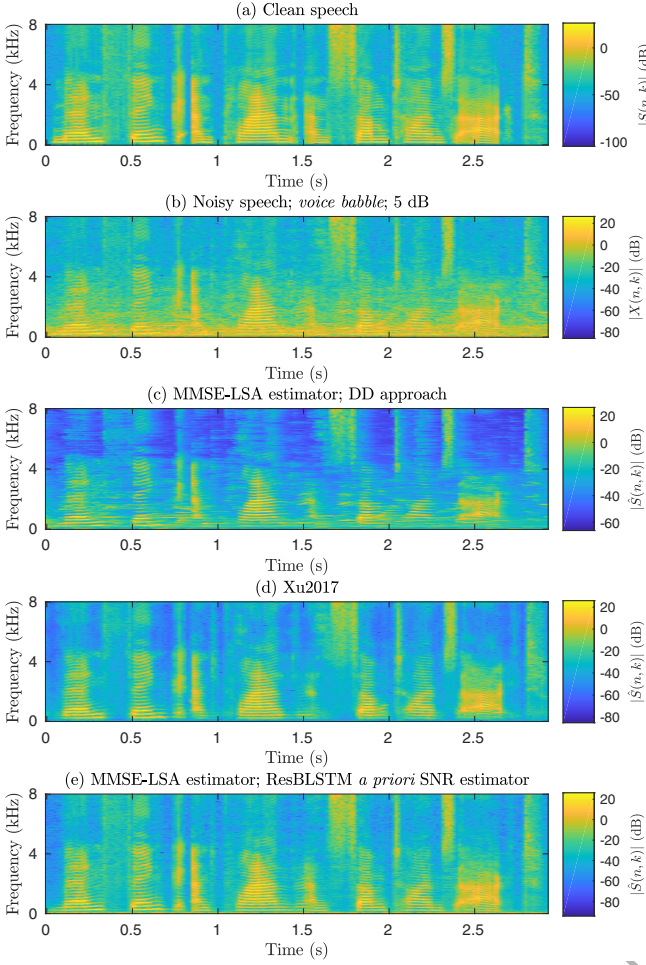 (a) Clean speech
8
4
0
Frequency (kHz)
0 0.5 1 1.5 2 2.5
Time (s)
0
-50
-100
|S(n, k)| (dB)
(b) Noisy speech; voice babble; 5 dB
8
4
0
Frequency (kHz)
0 0.5 1 1.5 2 2.5
Time (s)
20
0
-20
-40
-60
-80
|X(n, k)| (dB)
(c) MMSE-LSA estimator; DD approach
8
4
0
Frequency (kHz)
0 0.5 1 1.5 2 2.5
Time (s)
20
0
-20
-40
-60
|Ŝ(n, k)| (dB)
(d) Xu2017
8
4
0
Frequency (kHz)
0 0.5 1 1.5 2 2.5
Time (s)
20
0
-20
-40
-60
-80
|Ŝ(n, k)| (dB)
(e) MMSE-LSA estimator; ResBLSTM a priori SNR estimator
8
4
0
Frequency (kHz)
0 0.5 1 1.5 2 2.5
Time (s)
20
0
-20
-40
-60
-80
|Ŝ(n, k)| (dB)